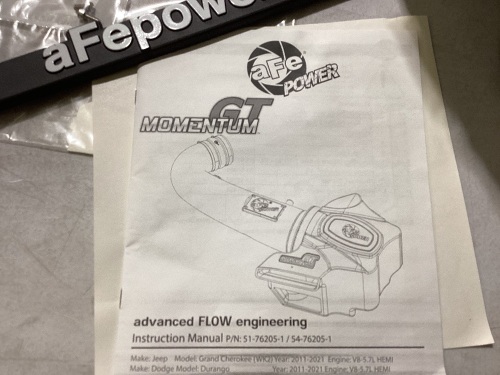 aFepower
aFe
POWER
GT
MOMENTUM
advanced FLOW engineering
Instruction Manual P/N: 51-76205-1 / 54-76205-1
Make: Jeep Model: Grand Cherokee (WK2) Year: 2011-2021 Engine: V8-5.7L HEMI
Make: Dodge Model: Durango Year: 2011-2021 Engine: V8-5.7L HEMI